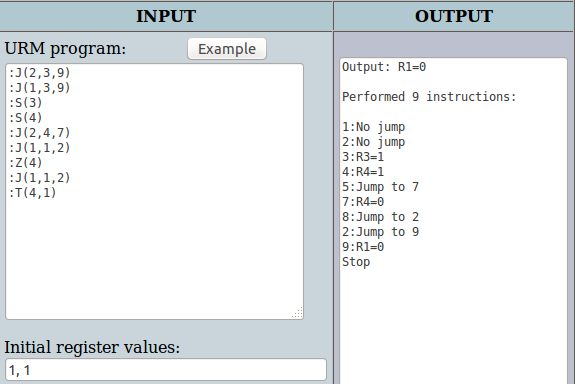 INPUT
URM program:
Example
:J(2,3,9)
:J(1,3,9)
:S(3)
:S(4)
:J(2,4,7)
:J(1,1,2)
:Z(4)
:J(1,1,2)
:T(4,1)
Initial register values:
1, 1
OUTPUT
Output: R1=0
Performed 9 instructions:
1:No jump
2:No jump
3:R3=1
4:R4=1
5:Jump to 7
7:R4=0
8:Jump to 2
2:Jump to 9
9:R1=0
Stop